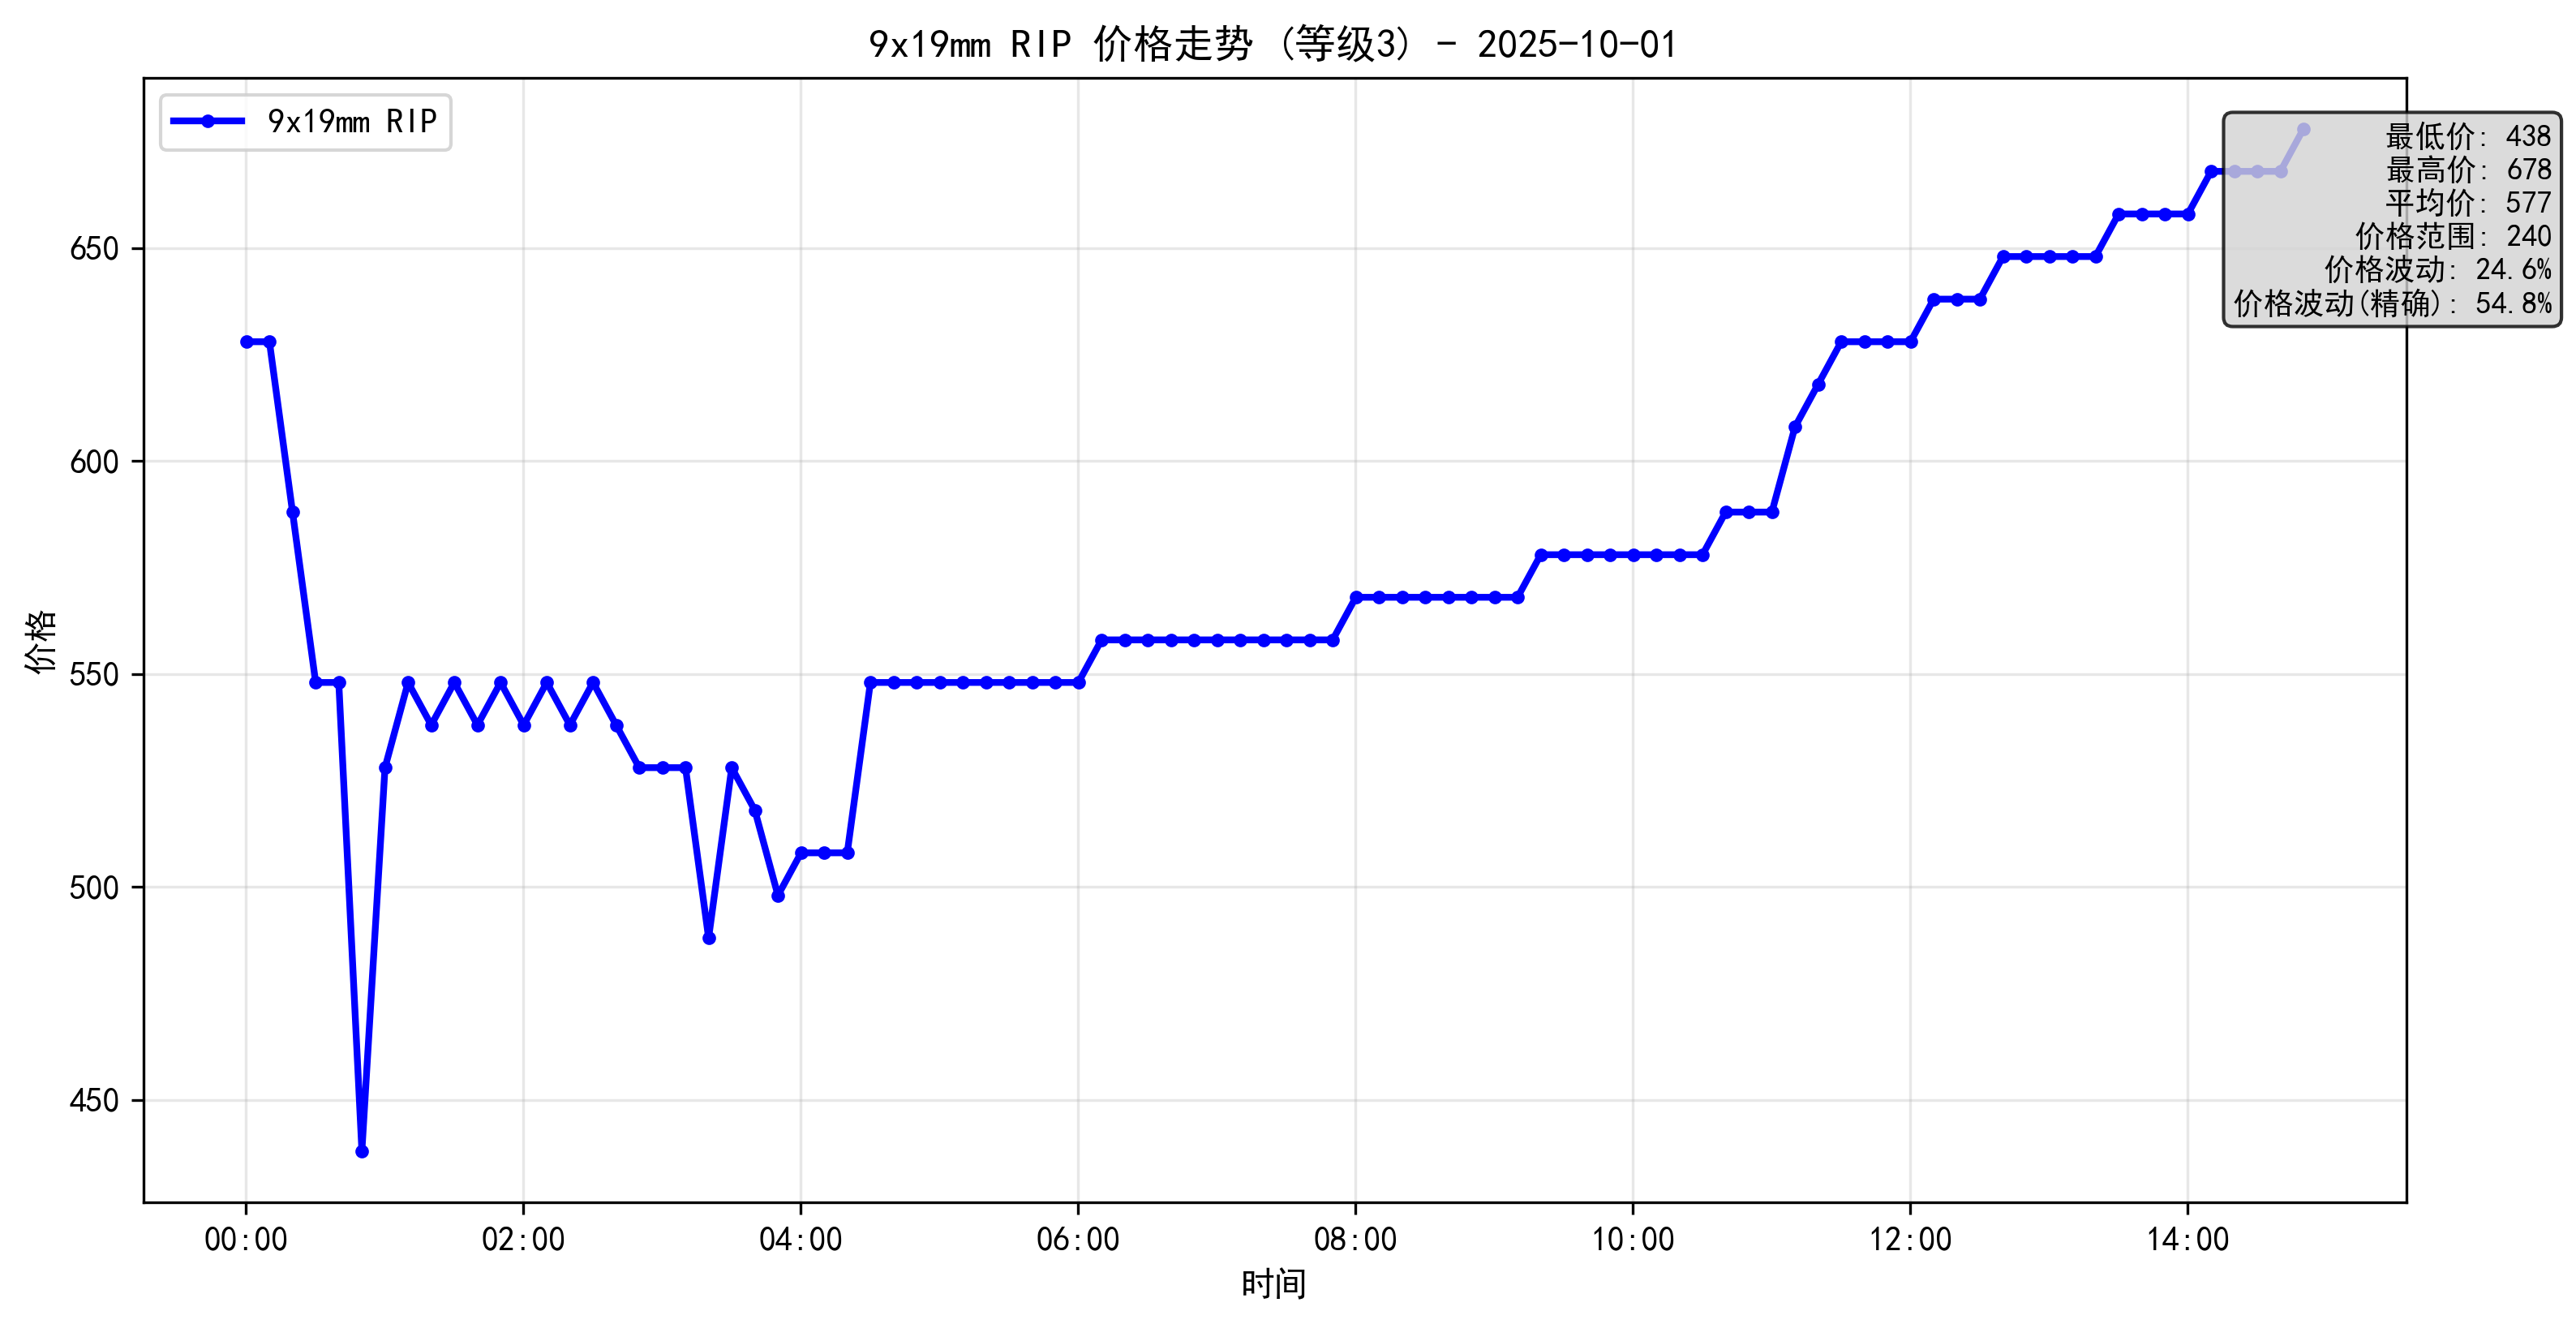 9x19mm RIP 价格走势 (等级3) - 2025-10-01
9x19mm RIP
最低价: 438
最高价: 678
平均价: 577
价格范围: 240
价格波动: 24.6%
价格波动(精确): 54.8%
价格
650
600
550
500
450
00:00 02:00 04:00 06:00 08:00 10:00 12:00 14:00
时间